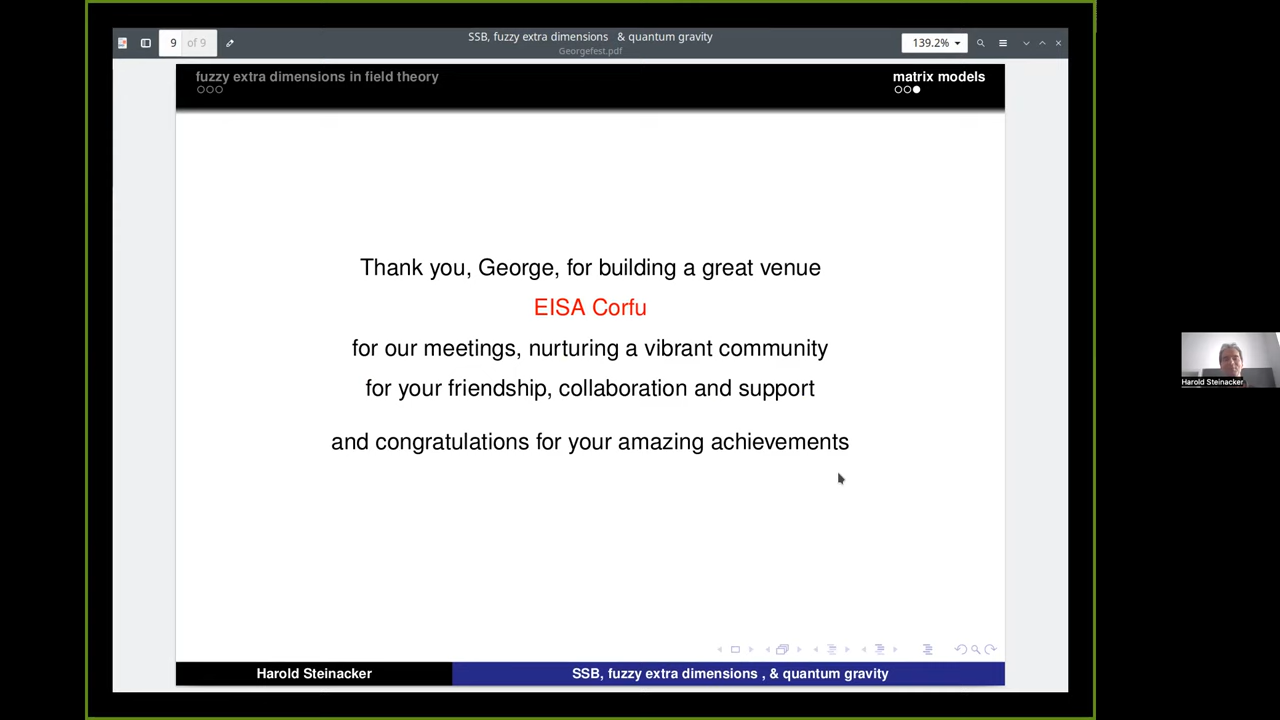 9 of 9
SSB, fuzzy extra dimensions & quantum gravity
Georgefest.pdf
139.2%
fuzzy extra dimensions in field theory
matrix models
Thank you, George, for building a great venue
EISA Corfu
for our meetings, nurturing a vibrant community
for your friendship, collaboration and support
and congratulations for your amazing achievements
Harold Steinacker
Harold Steinacker
SSB, fuzzy extra dimensions , & quantum gravity